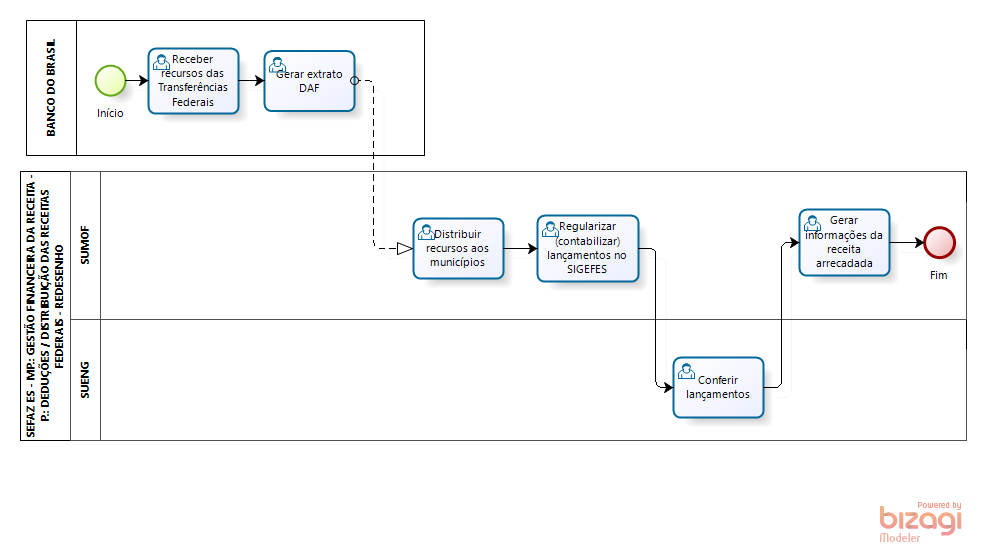 BANCO DO BRASIL
Início
Receber
recursos das
Transferências
Federais
Gerar extrato
DAF
SEFAZ ES - MP.: GESTÃO FINANCEIRA DA RECEITA -
P.: DEDUÇÕES / DISTRIBUIÇÃO DAS RECEITAS
FEDERAIS - REDESENHO
SUMOF
Distribuir
recursos aos
municípios
Regularizar
(contabilizar)
lançamentos no
SIGEFES
Gerar
informações da
receita
arrecadada
Fim
SUENG
Conferir
lançamentos
Powered by
bizagi
Modeler